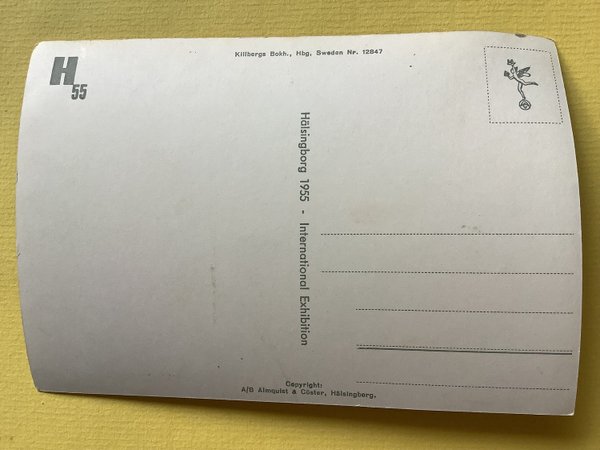 H
55
Killbergs Bokh., Hbg, Sweden Nr. 12847
Hälsingborg 1955 - International Exhibition
Copyright:
A/B Almquist & Cöster, Hälsingborg.